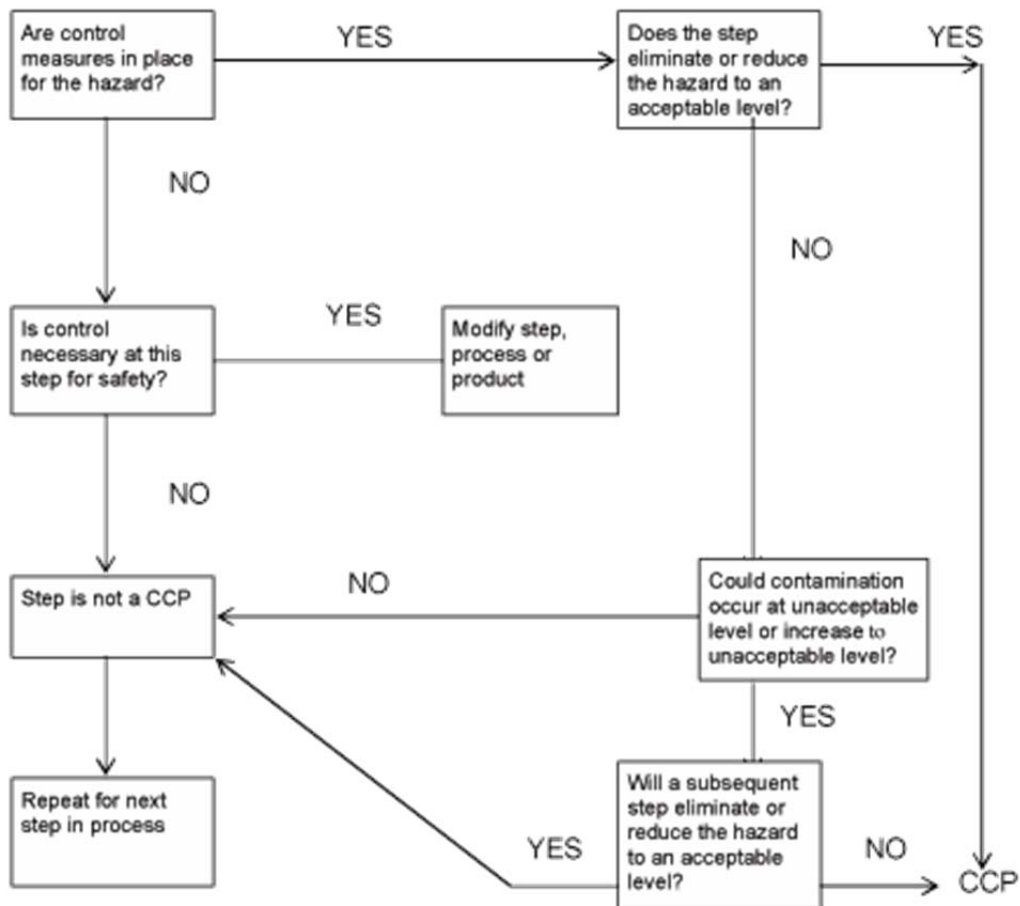 Are control
measures in place
for the hazard?
YES
Does the step
eliminate or reduce
the hazard to an
acceptable level?
YES
NO
NO
Is control
necessary at this
step for safety?
YES
Modify step,
process or
product
NO
Step is not a CCP
NO
Could contamination
occur at unacceptable
level or increase to
unacceptable level?
YES
Repeat for next
step in process
YES
Will a subsequent
step eliminate or
reduce the hazard
to an acceptable
level?
NO
CCP